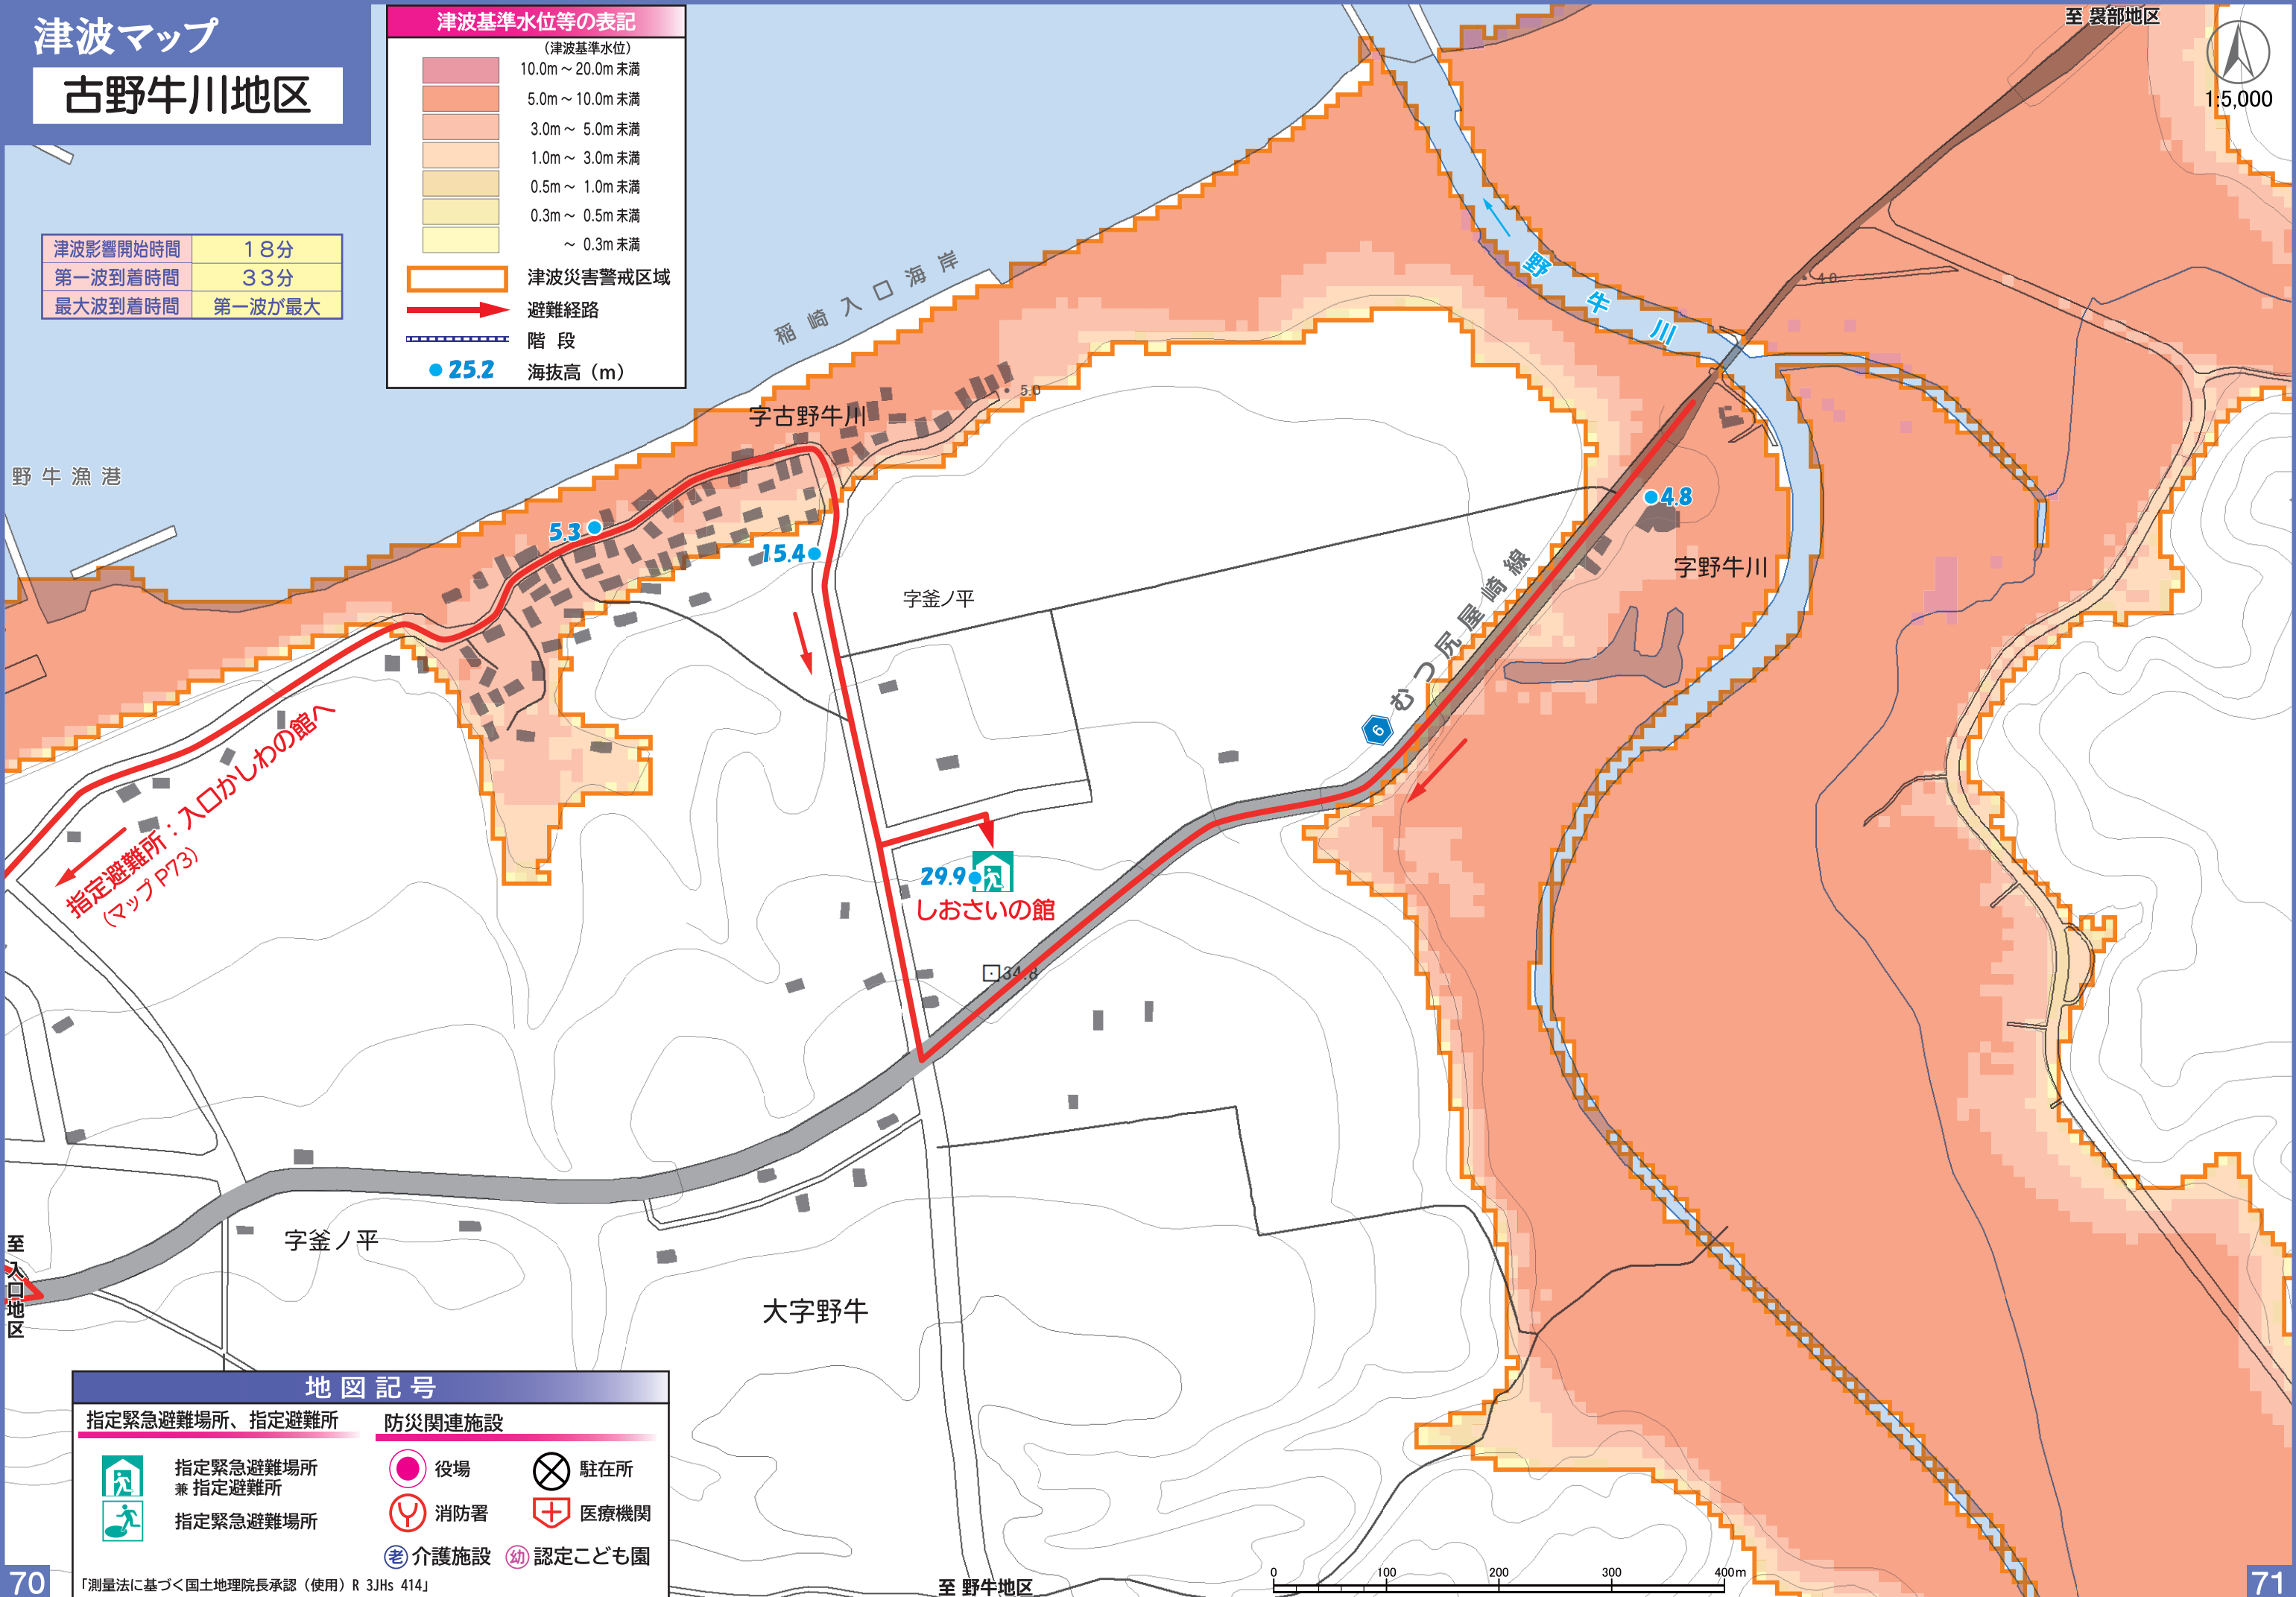 津波マップ
古野牛川地区
津波基準水位等の表記
（津波基準水位）
10.0m～20.0m 未満
5.0m～10.0m 未満
3.0m～ 5.0m 未満
1.0m～ 3.0m 未満
0.5m～ 1.0m 未満
0.3m～ 0.5m 未満
～ 0.3m 未満
津波災害警戒区域
避難経路
階 段
25.2 海抜高（m）
津波影響開始時間 １８分
第一波到着時間 ３３分
最大波到着時間 第一波が最大
至 袰部地区
1:5,000
稲崎入口海岸
野牛川
4.0
5.0
字古野牛川
野牛漁港
5.3
15.4
4.8
字野牛川
字釜ノ平
6 むつ尻屋崎線
指定避難所：入口かしわの館へ
（マップ P73）
29.9
しおさいの館
34.8
字釜ノ平
至 入口地区
大字野牛
地図記号
指定緊急避難場所、指定避難所
指定緊急避難場所
兼 指定避難所
指定緊急避難場所
防災関連施設
役場
駐在所
消防署
医療機関
老 介護施設
幼 認定こども園
「測量法に基づく国土地理院長承認（使用）R 3JHs 414」
至 野牛地区
0 100 200 300 400m
70
71